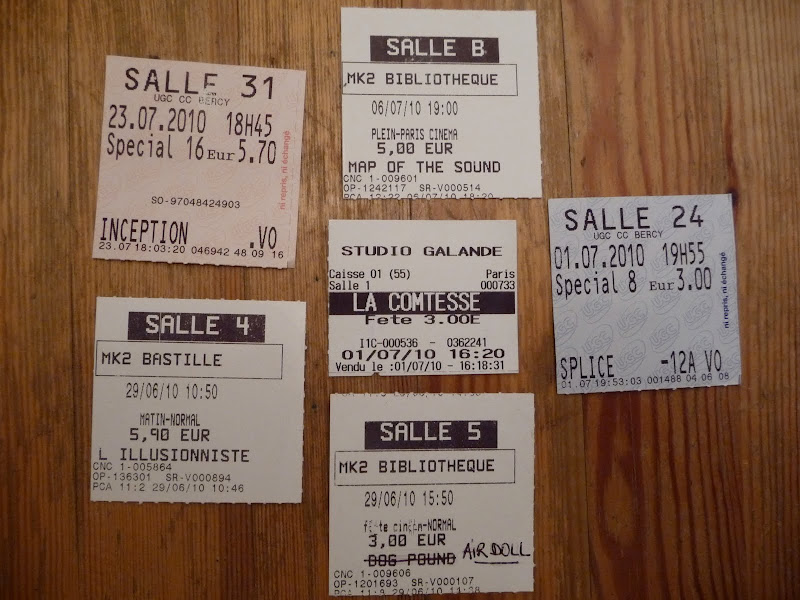 SALLE 31
UGC CC BERCY
23.07.2010 18H45
Special 16 Eur 5.70
SO-97048424903
INCEPTION .VO
23.07 18:03:20 046942 48 09 16
ni repris, ni échangé
SALLE B
MK2 BIBLIOTHEQUE
06/07/10 19:00
PLEIN-PARIS CINEMA
5,00 EUR
MAP OF THE SOUND
CNC 1-009601
OP-1242117 SR-V000514
SALLE 24
UGC CC BERCY
01.07.2010 19H55
Special 8 Eur 3.00
SPLICE -12A VO
01.07 19:53:03 001488 04 06 08
ni repris, ni échangé
STUDIO GALANDE
Caisse 01 (55) Paris
Salle 1 000733
LA COMTESSE
Fete 3.00E
I1C-000536 - 0362241
01/07/10 16:20
Vendu le :01/07/10 - 16:18:31
SALLE 4
MK2 BASTILLE
29/06/10 10:50
MATIN-NORMAL
5,90 EUR
L ILLUSIONNISTE
CNC 1-005864
OP-136301 SR-V000894
PCA 11:2 29/06/10 10:46
SALLE 5
MK2 BIBLIOTHEQUE
29/06/10 15:50
fête ciném-NORMAL
3,00 EUR
DOG POUND AIR DOLL
CNC 1-009606
OP-1201693 SR-V000107